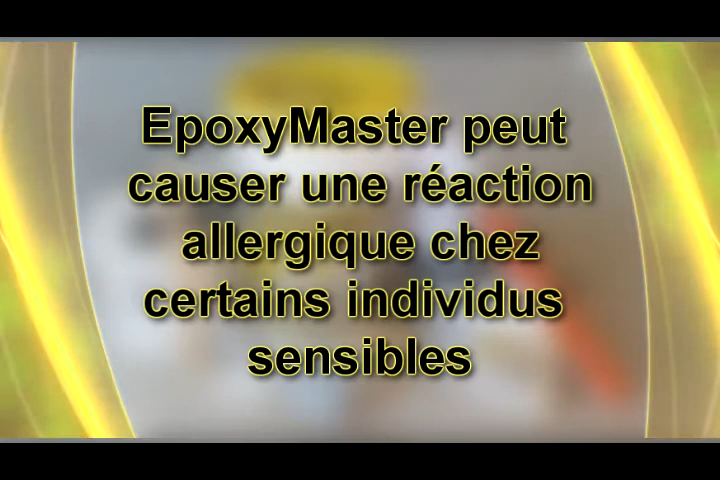 EpoxyMaster peut
causer une réaction
allergique chez
certains individus
sensibles